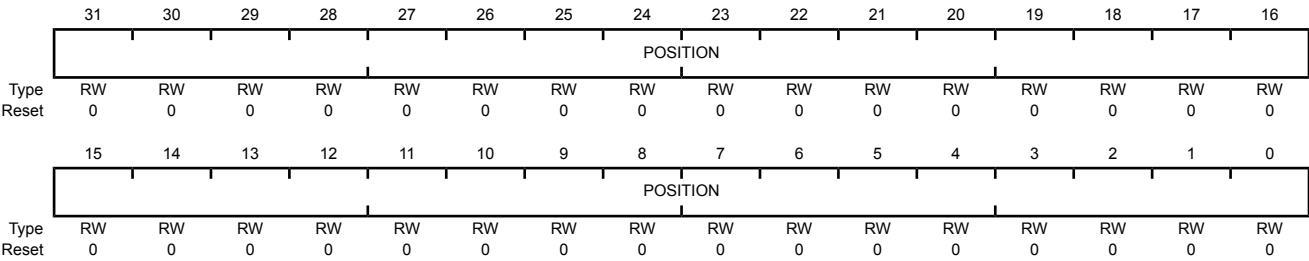 31 30 29 28 27 26 25 24 23 22 21 20 19 18 17 16
POSITION
Type RW RW RW RW RW RW RW RW RW RW RW RW RW RW RW RW
Reset 0 0 0 0 0 0 0 0 0 0 0 0 0 0 0 0
15 14 13 12 11 10 9 8 7 6 5 4 3 2 1 0
POSITION
Type RW RW RW RW RW RW RW RW RW RW RW RW RW RW RW RW
Reset 0 0 0 0 0 0 0 0 0 0 0 0 0 0 0 0